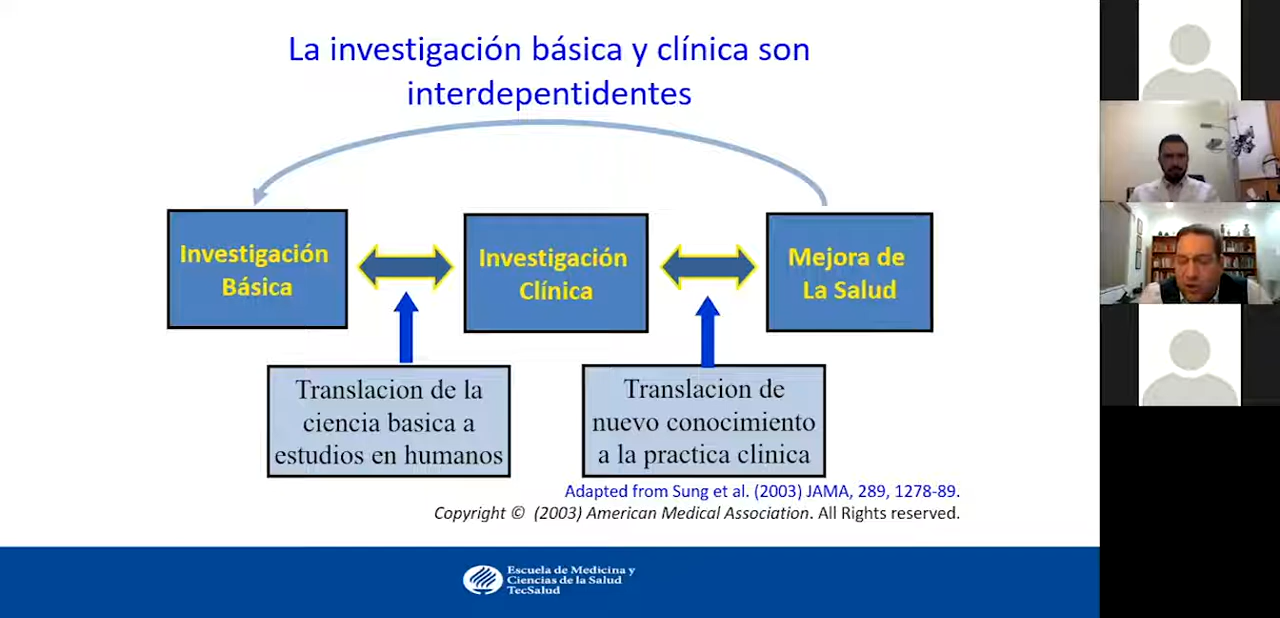 La investigación básica y clínica son
interdepentidentes
Investigación
Básica
Investigación
Clínica
Mejora de
La Salud
Translacion de la
ciencia basica a
estudios en humanos
Translacion de
nuevo conocimiento
a la practica clinica
Adapted from Sung et al. (2003) JAMA, 289, 1278-89.
Copyright © (2003) American Medical Association. All Rights reserved.
Escuela de Medicina y
Ciencias de la Salud
TecSalud